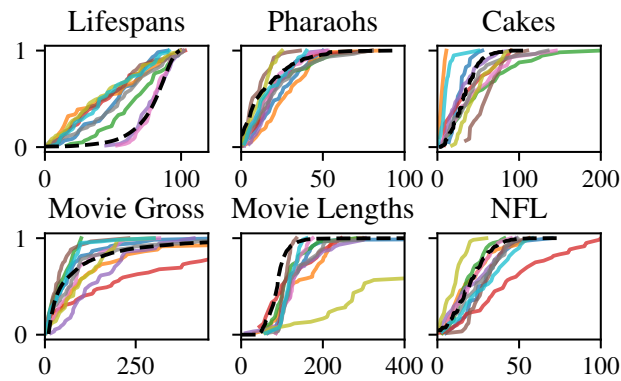 Lifespans Pharaohs Cakes
1
0
0 100 0 50 100 0 100 200
Movie Gross Movie Lengths NFL
1
0
250 0 200 400 0 50 100